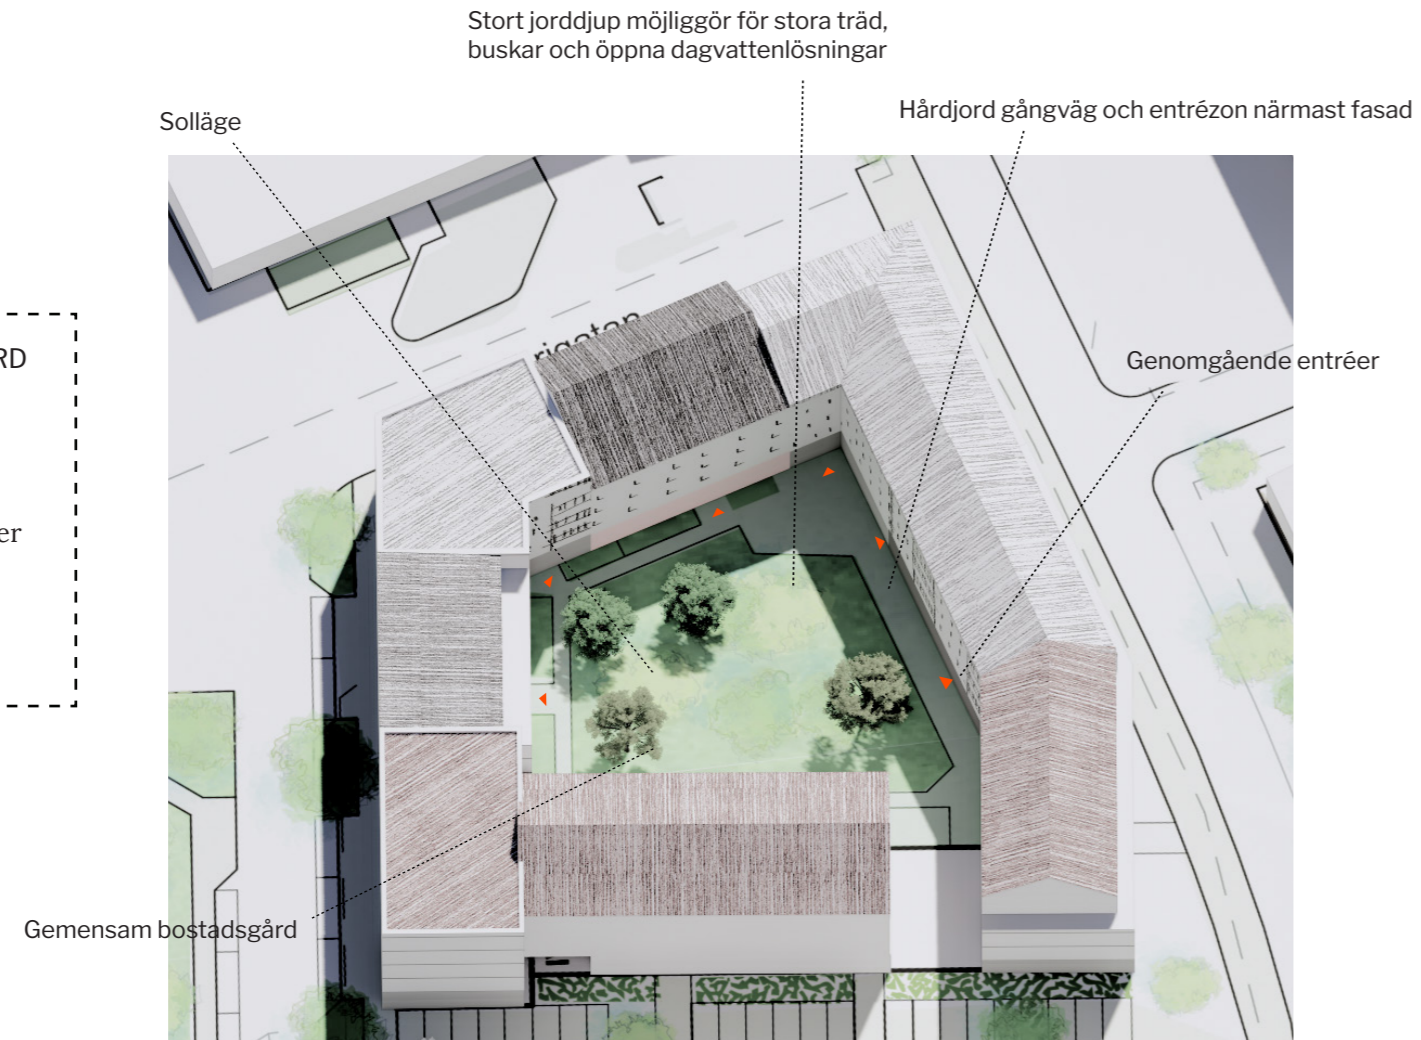 Stort jorddjup möjliggör för stora träd,
buskar och öppna dagvattenlösningar
Solläge
Hårdjord gångväg och entrézon närmast fasad
Genomgående entréer
Gemensam bostadsgård